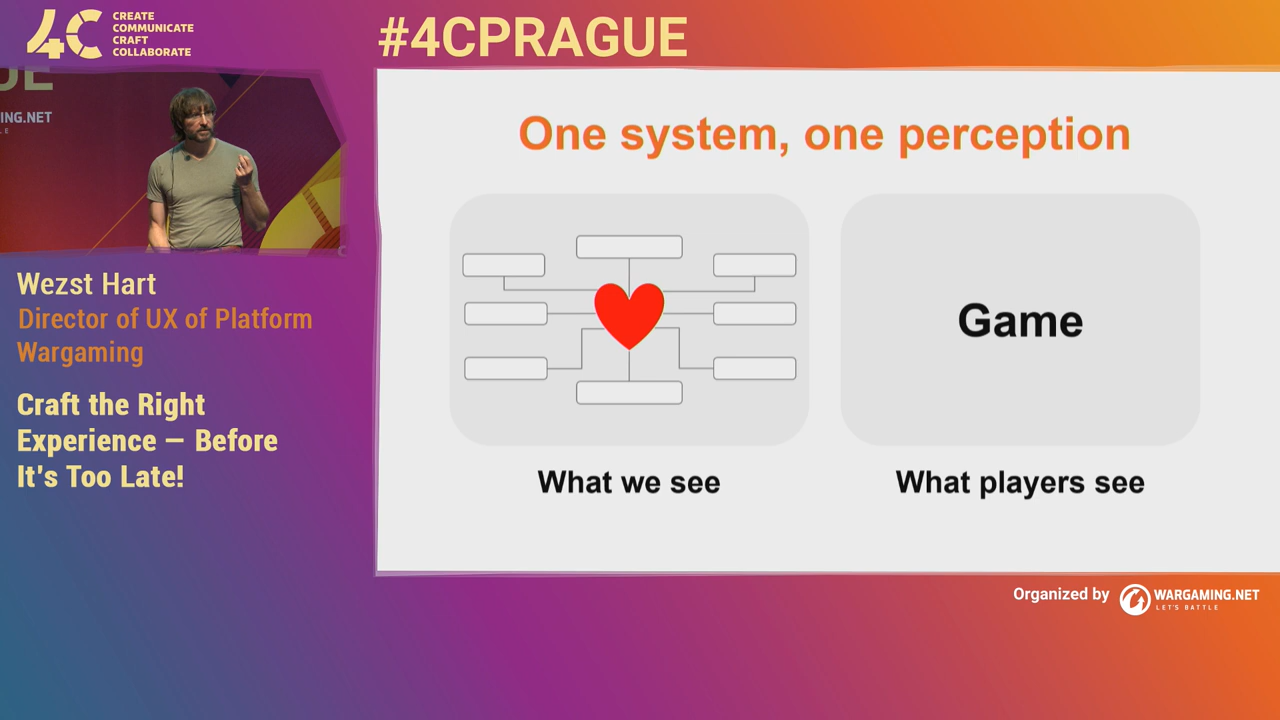 4C
CREATE
COMMUNICATE
CRAFT
COLLABORATE
#4CPRAGUE
ING.NET
Wezst Hart
Director of UX of Platform
Wargaming
Craft the Right
Experience — Before
It's Too Late!
One system, one perception
Game
What we see
What players see
Organized by
WARGAMING.NET
LET'S BATTLE